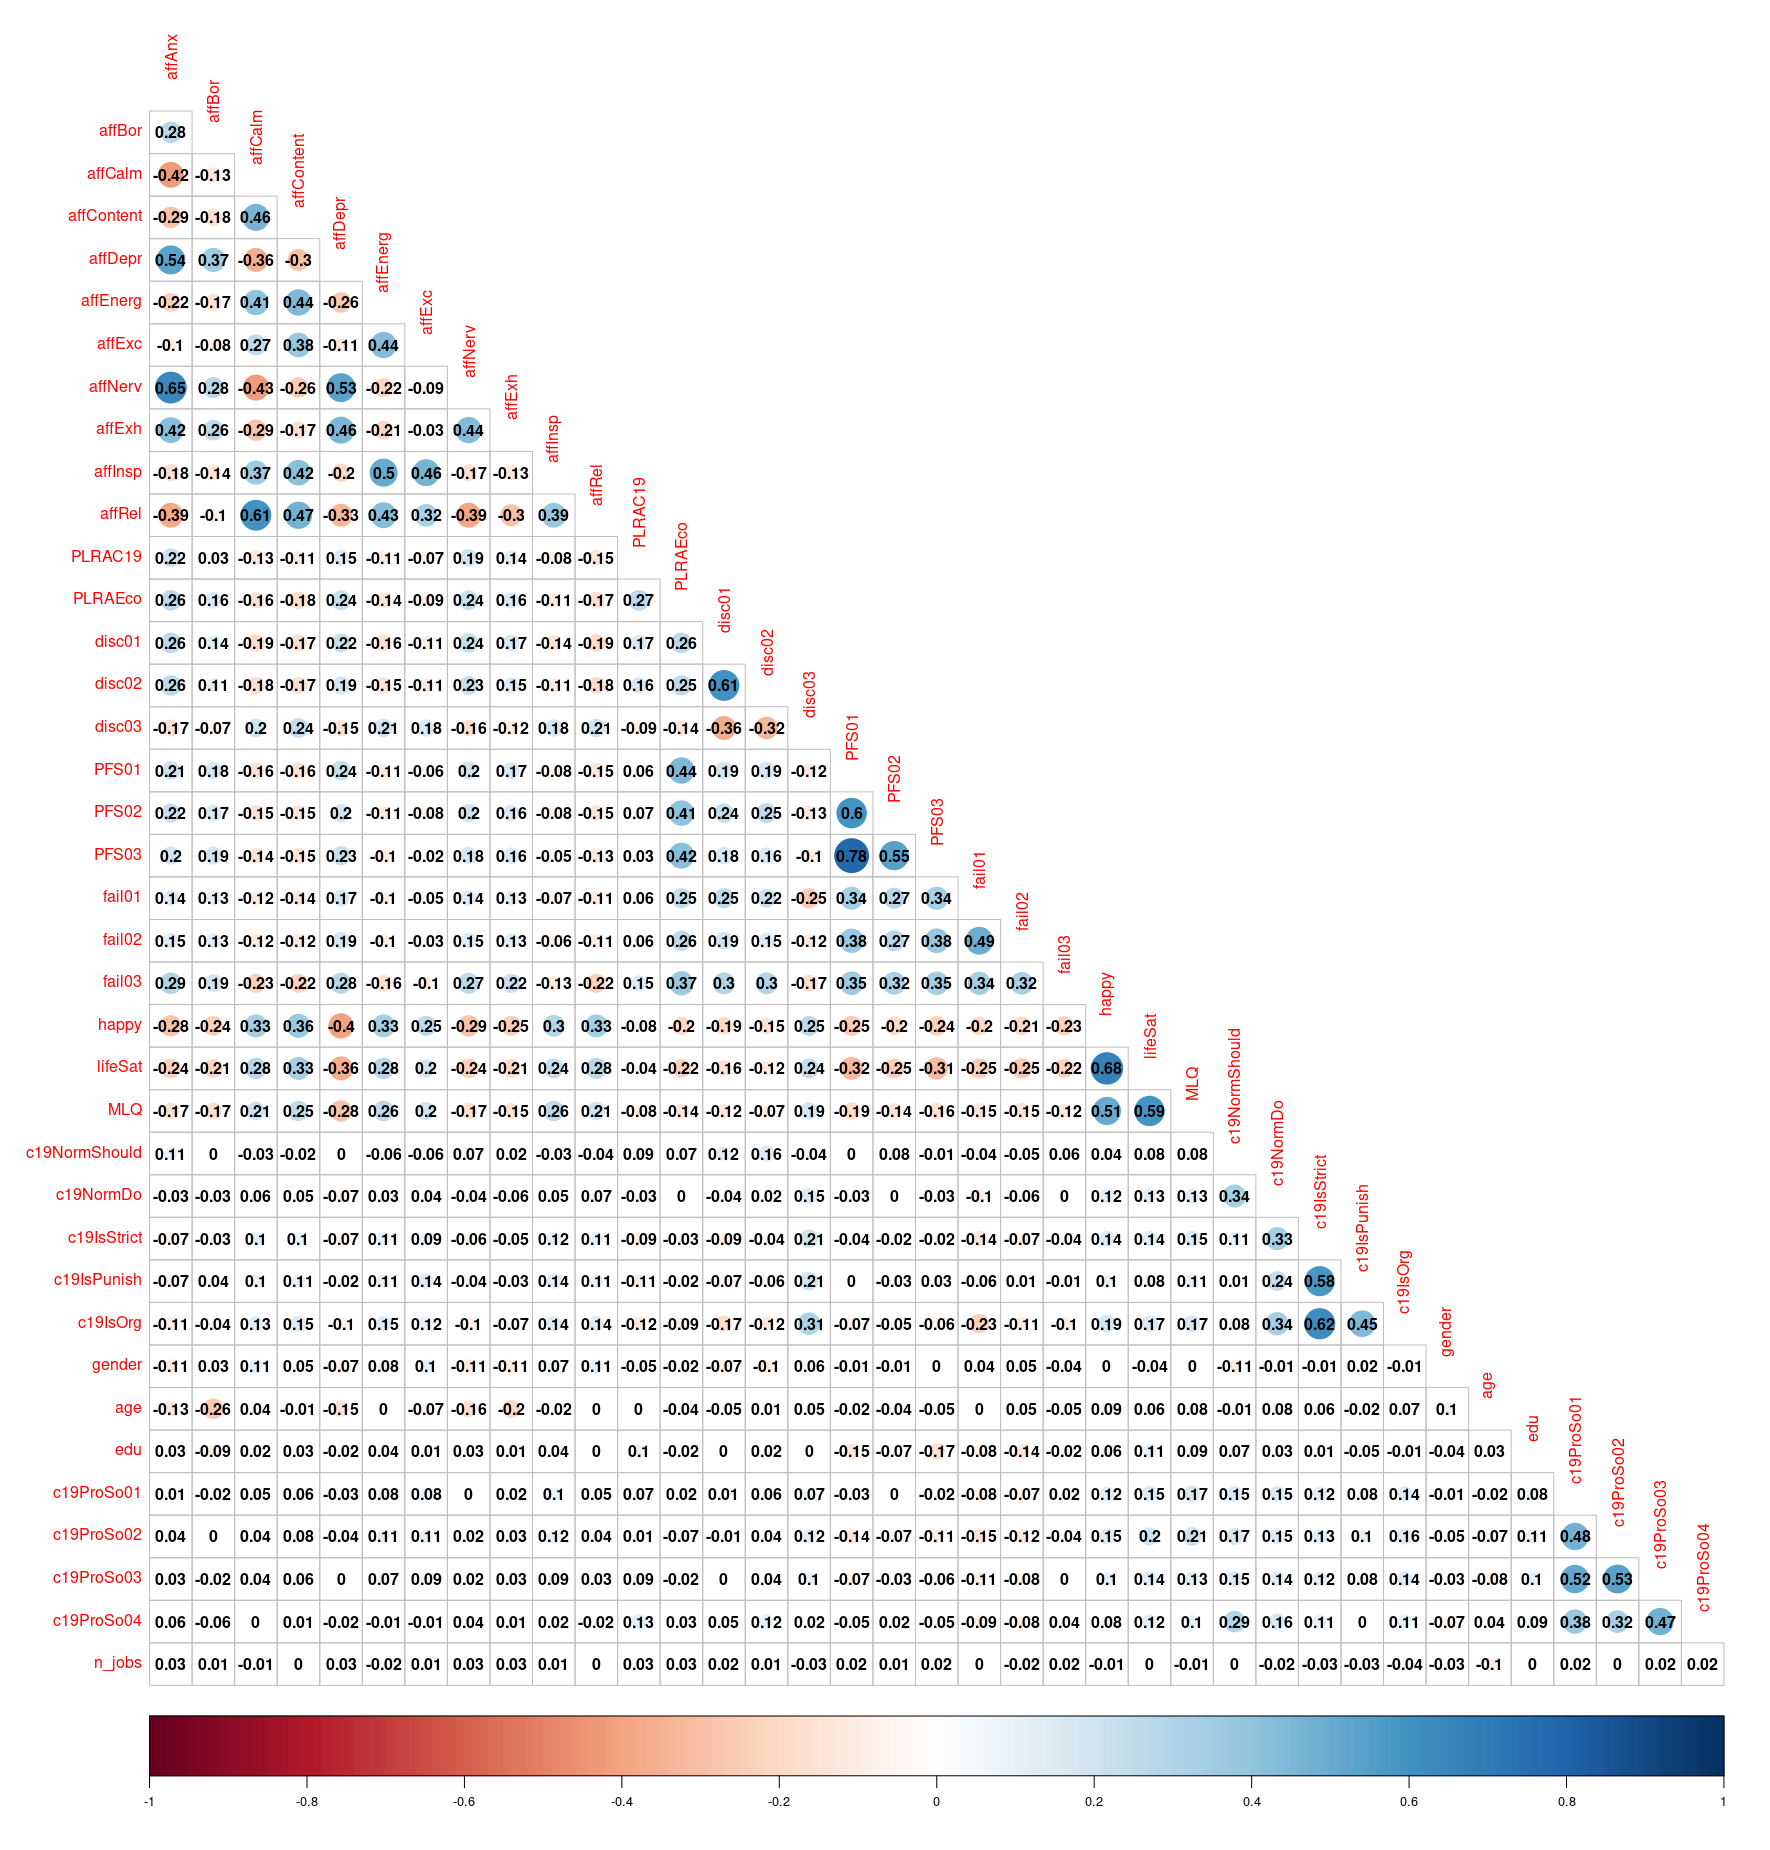 affAnx
affBor
affCalm
affContent
affDepr
affEnerg
affExc
affNerv
affExh
affInsp
affRel
PLRAC19
PLRAEco
disc01
disc02
disc03
PFS01
PFS02
PFS03
fail01
fail02
fail03
happy
lifeSat
MLQ
c19NormShould
c19NormDo
c19IsStrict
c19IsPunish
c19IsOrg
gender
age
edu
c19ProSo01
c19ProSo02
c19ProSo03
c19ProSo04
affBor 0.28
affCalm -0.42 -0.13
affContent -0.29 -0.18 0.46
affDepr 0.54 0.37 -0.36 -0.3
affEnerg -0.22 -0.17 0.41 0.44 -0.26
affExc -0.1 -0.08 0.27 0.38 -0.11 0.44
affNerv 0.65 0.28 -0.43 -0.26 0.53 -0.22 -0.09
affExh 0.42 0.26 -0.29 -0.17 0.46 -0.21 -0.03 0.44
affInsp -0.18 -0.14 0.37 0.42 -0.2 0.5 0.46 -0.17 -0.13
affRel -0.39 -0.1 0.61 0.47 -0.33 0.43 0.32 -0.39 -0.3 0.39
PLRAC19 0.22 0.03 -0.13 -0.11 0.15 -0.11 -0.07 0.19 0.14 -0.08 -0.15
PLRAEco 0.26 0.16 -0.16 -0.18 0.24 -0.14 -0.09 0.24 0.16 -0.11 -0.17 0.27
disc01 0.26 0.14 -0.19 -0.17 0.22 -0.16 -0.11 0.24 0.17 -0.14 -0.19 0.17 0.26
disc02 0.26 0.11 -0.18 -0.17 0.19 -0.15 -0.11 0.23 0.15 -0.11 -0.18 0.16 0.25 0.61
disc03 -0.17 -0.07 0.2 0.24 -0.15 0.21 0.18 -0.16 -0.12 0.18 0.21 -0.09 -0.14 -0.36 -0.32
PFS01 0.21 0.18 -0.16 -0.16 0.24 -0.11 -0.06 0.2 0.17 -0.08 -0.15 0.06 0.44 0.19 0.19 -0.12
PFS02 0.22 0.17 -0.15 -0.15 0.2 -0.11 -0.08 0.2 0.16 -0.08 -0.15 0.07 0.41 0.24 0.25 -0.13 0.6
PFS03 0.2 0.19 -0.14 -0.15 0.23 -0.1 -0.02 0.18 0.16 -0.05 -0.13 0.03 0.42 0.18 0.16 -0.1 0.78 0.55
fail01 0.14 0.13 -0.12 -0.14 0.17 -0.1 -0.05 0.14 0.13 -0.07 -0.11 0.06 0.25 0.25 0.22 -0.25 0.34 0.27 0.34
fail02 0.15 0.13 -0.12 -0.12 0.19 -0.1 -0.03 0.15 0.13 -0.06 -0.11 0.06 0.26 0.19 0.15 -0.12 0.38 0.27 0.38 0.49
fail03 0.29 0.19 -0.23 -0.22 0.28 -0.16 -0.1 0.27 0.22 -0.13 -0.22 0.15 0.37 0.3 0.3 -0.17 0.35 0.32 0.35 0.34 0.32
happy -0.28 -0.24 0.33 0.36 -0.4 0.33 0.25 -0.29 -0.25 0.3 0.33 -0.08 -0.2 -0.19 -0.15 0.25 -0.25 -0.2 -0.24 -0.2 -0.21 -0.23
lifeSat -0.24 -0.21 0.28 0.33 -0.36 0.28 0.2 -0.24 -0.21 0.24 0.28 -0.04 -0.22 -0.16 -0.12 0.24 -0.32 -0.25 -0.31 -0.25 -0.25 -0.22 0.68
MLQ -0.17 -0.17 0.21 0.25 -0.28 0.26 0.2 -0.17 -0.15 0.26 0.21 -0.08 -0.14 -0.12 -0.07 0.19 -0.19 -0.14 -0.16 -0.15 -0.15 -0.12 0.51 0.59
c19NormShould 0.11 0 -0.03 -0.02 0 -0.06 -0.06 0.07 0.02 -0.03 -0.04 0.09 0.07 0.12 0.16 -0.04 0 0.08 -0.01 -0.04 -0.05 0.06 0.04 0.08 0.08
c19NormDo -0.03 -0.03 0.06 0.05 -0.07 0.03 0.04 -0.04 -0.06 0.05 0.07 -0.03 0 -0.04 0.02 0.15 -0.03 0 -0.03 -0.1 -0.06 0 0.12 0.13 0.13 0.34
c19IsStrict -0.07 -0.03 0.1 0.1 -0.07 0.11 0.09 -0.06 -0.05 0.12 0.11 -0.09 -0.03 -0.09 -0.04 0.21 -0.04 -0.02 -0.02 -0.14 -0.07 -0.04 0.14 0.14 0.15 0.11 0.33
c19IsPunish -0.07 0.04 0.1 0.11 -0.02 0.11 0.14 -0.04 -0.03 0.14 0.11 -0.11 -0.02 -0.07 -0.06 0.21 0 -0.03 0.03 -0.06 0.01 -0.01 0.1 0.08 0.11 0.01 0.24 0.58
c19IsOrg -0.11 -0.04 0.13 0.15 -0.1 0.15 0.12 -0.1 -0.07 0.14 0.14 -0.12 -0.09 -0.17 -0.12 0.31 -0.07 -0.05 -0.06 -0.23 -0.11 -0.1 0.19 0.17 0.17 0.08 0.34 0.62 0.45
gender -0.11 0.03 0.11 0.05 -0.07 0.08 0.1 -0.11 -0.11 0.07 0.11 -0.05 -0.02 -0.07 -0.1 0.06 -0.01 -0.01 0 0.04 0.05 -0.04 0 -0.04 0 -0.11 -0.01 -0.01 0.02 -0.01
age -0.13 -0.26 0.04 -0.01 -0.15 0 -0.07 -0.16 -0.2 -0.02 0 0 -0.04 -0.05 0.01 0.05 -0.02 -0.04 -0.05 0 0.05 -0.05 0.09 0.06 0.08 -0.01 0.08 0.06 -0.02 0.07 0.1
edu 0.03 -0.09 0.02 0.03 -0.02 0.04 0.01 0.03 0.01 0.04 0 0.1 -0.02 0 0.02 0 -0.15 -0.07 -0.17 -0.08 -0.14 -0.02 0.06 0.11 0.09 0.07 0.03 0.01 -0.05 -0.01 -0.04 0.03
c19ProSo01 0.01 -0.02 0.05 0.06 -0.03 0.08 0.08 0 0.02 0.1 0.05 0.07 0.02 0.01 0.06 0.07 -0.03 0 -0.02 -0.08 -0.07 0.02 0.12 0.15 0.17 0.15 0.15 0.12 0.08 0.14 -0.01 -0.02 0.08
c19ProSo02 0.04 0 0.04 0.08 -0.04 0.11 0.11 0.02 0.03 0.12 0.04 0.01 -0.07 -0.01 0.04 0.12 -0.14 -0.07 -0.11 -0.15 -0.12 -0.04 0.15 0.2 0.21 0.17 0.15 0.13 0.1 0.16 -0.05 -0.07 0.11 0.48
c19ProSo03 0.03 -0.02 0.04 0.06 0 0.07 0.09 0.02 0.03 0.09 0.03 0.09 -0.02 0 0.04 0.1 -0.07 -0.03 -0.06 -0.11 -0.08 0 0.1 0.14 0.13 0.15 0.14 0.12 0.08 0.14 -0.03 -0.08 0.1 0.52 0.53
c19ProSo04 0.06 -0.06 0 0.01 -0.02 -0.01 -0.01 0.04 0.01 0.02 -0.02 0.13 0.03 0.05 0.12 0.02 -0.05 0.02 -0.05 -0.09 -0.08 0.04 0.08 0.12 0.1 0.29 0.16 0.11 0 0.11 -0.07 0.04 0.09 0.38 0.32 0.47
n_jobs 0.03 0.01 -0.01 0 0.03 -0.02 0.01 0.03 0.03 0.01 0 0.03 0.03 0.02 0.01 -0.03 0.02 0.01 0.02 0 -0.02 0.02 -0.01 0 -0.01 0 -0.02 -0.03 -0.03 -0.04 -0.03 -0.1 0 0.02 0 0.02 0.02
-1 -0.8 -0.6 -0.4 -0.2 0 0.2 0.4 0.6 0.8 1